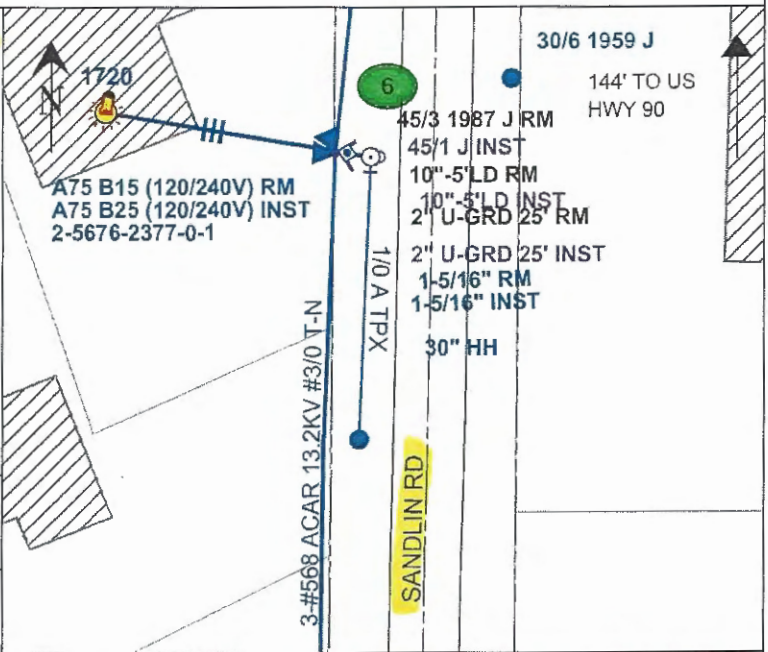 30/6 1959 J
1720
N
6
144' TO US
HWY 90
45/3 1987 J RM
45/1 J INST
10"-5'LD RM
10"-5'LD INST
2" U-GRD 25' RM
2" U-GRD 25' INST
1-5/16" RM
1-5/16" INST
30" HH
A75 B15 (120/240V) RM
A75 B25 (120/240V) INST
2-5676-2377-0-1
1/0 A TPX
3-#568 ACAR 13.2KV #3/0 T-N
SANDLIN RD